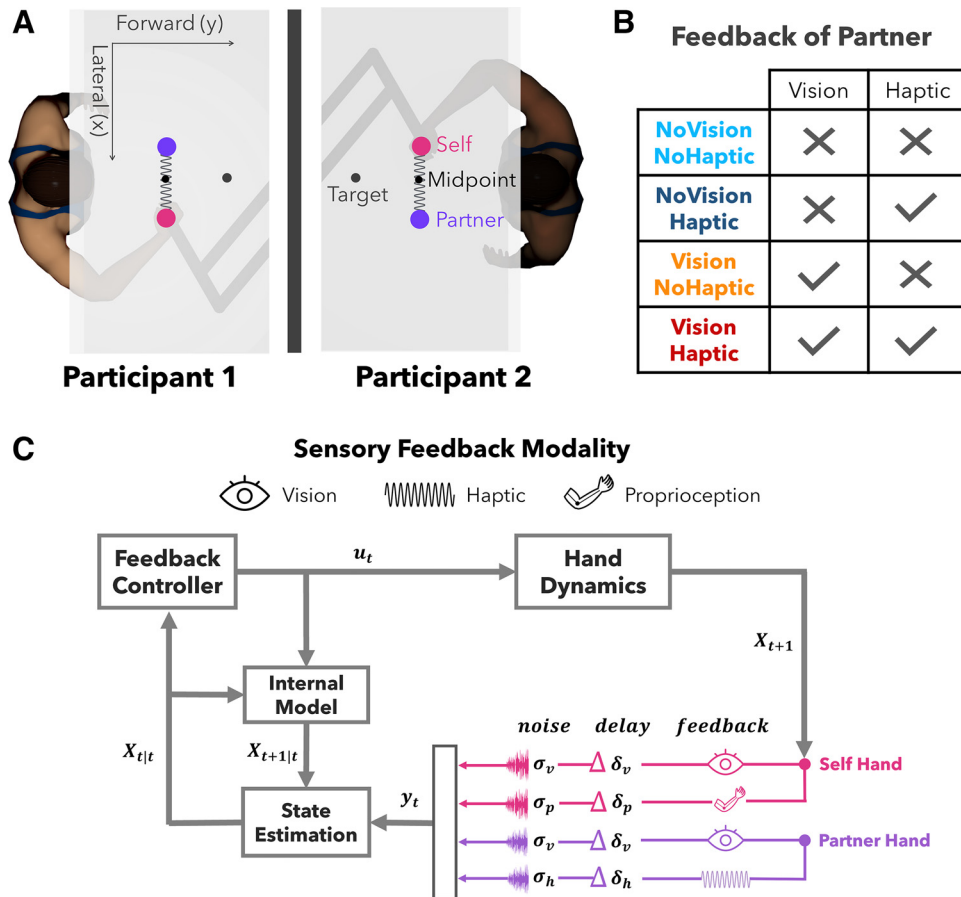 A
Forward (y)
Lateral (x)
Self
Midpoint
Target
Partner
Participant 1
Participant 2
B
Feedback of Partner
Vision
Haptic
NoVision
NoHaptic
NoVision
Haptic
Vision
NoHaptic
Vision
Haptic
C
Sensory Feedback Modality
Vision
Haptic
Proprioception
Feedback
Controller
u_t
Hand
Dynamics
X_{t+1}
Internal
Model
X_{t|t}
X_{t+1|t}
State
Estimation
y_t
noise delay feedback
σ_v Δ δ_v Self Hand
σ_p Δ δ_p
σ_v Δ δ_v Partner Hand
σ_h Δ δ_h